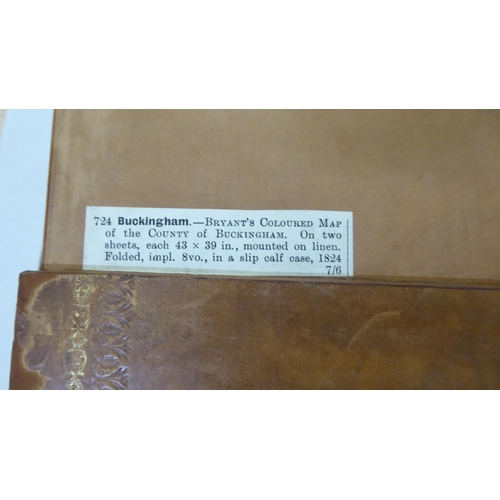 724 Buckingham.—Bryant's Coloured Map
of the County of Buckingham. On two
sheets, each 43 × 39 in., mounted on linen.
Folded, impl. 8vo., in a slip calf case, 1824
7/6